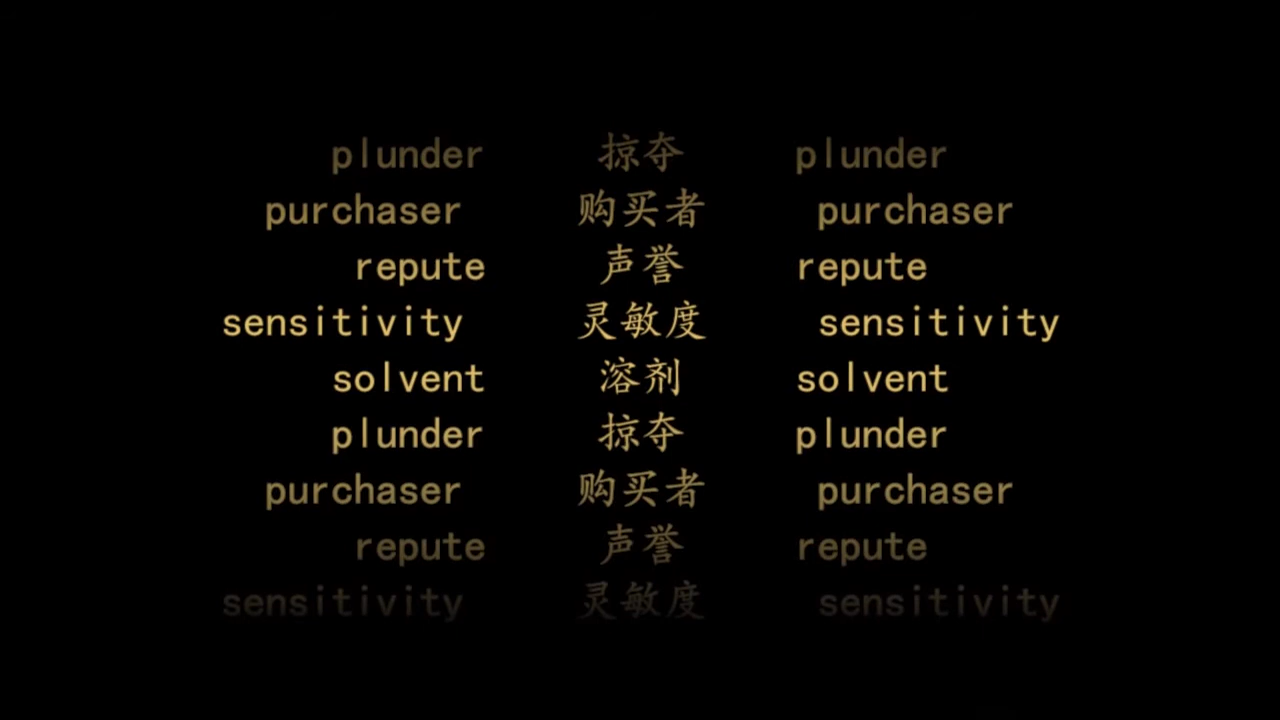 plunder 掠夺 plunder
purchaser 购买者 purchaser
repute 声誉 repute
sensitivity 灵敏度 sensitivity
solvent 溶剂 solvent
plunder 掠夺 plunder
purchaser 购买者 purchaser
repute 声誉 repute
sensitivity 灵敏度 sensitivity